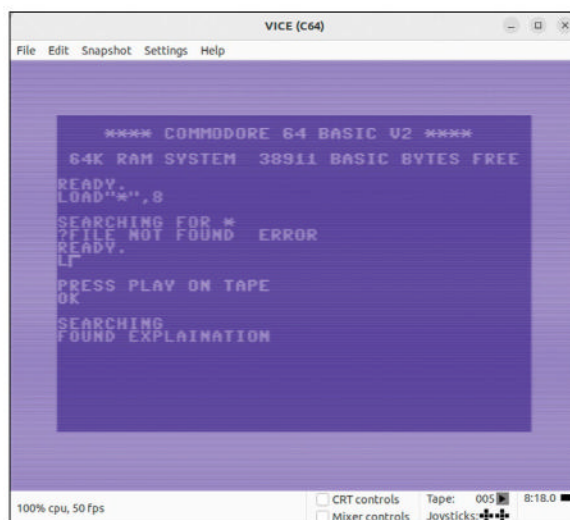 VICE (C64)
File Edit Snapshot Settings Help
**** COMMODORE 64 BASIC V2 ****
64K RAM SYSTEM 38911 BASIC BYTES FREE
READY.
LOAD"*",8
SEARCHING FOR *
?FILE NOT FOUND ERROR
READY.
L┌
PRESS PLAY ON TAPE
OK
SEARCHING
FOUND EXPLAINATION
100% cpu, 50 fps
CRT controls
Mixer controls
Tape: 005
Joysticks:
8:18.0